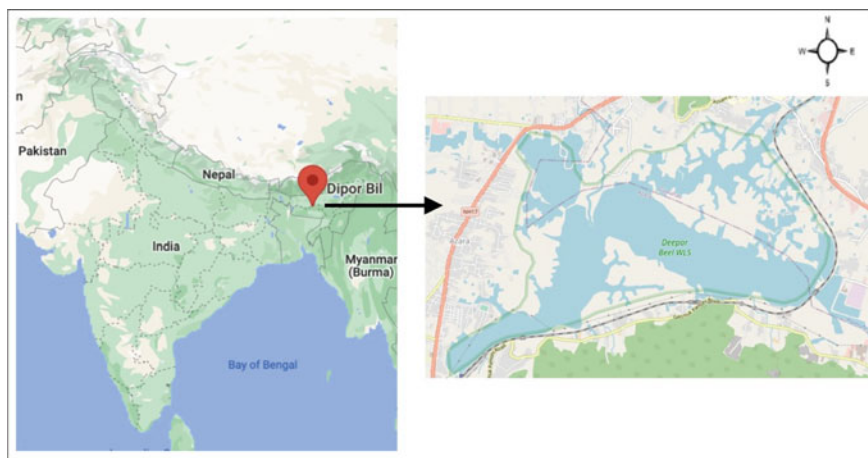 N
W E
S
n
Pakistan
Nepal
Dipor Bil
India
Myanmar
(Burma)
Bay of Bengal
NH17
Azara
Deepor
Beel WLS